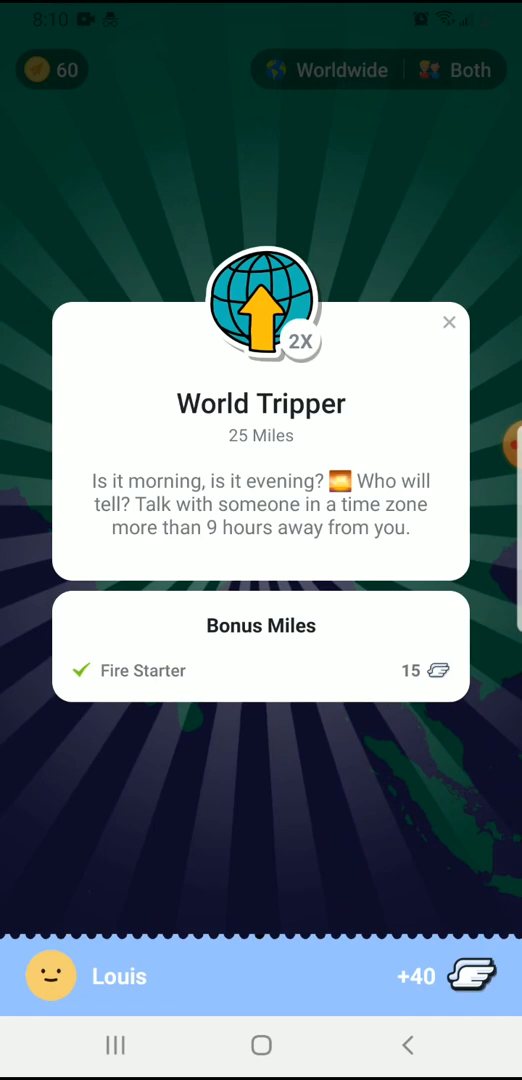 8:10
60
Worldwide
Both
2X
World Tripper
25 Miles
Is it morning, is it evening? 🌅 Who will
tell? Talk with someone in a time zone
more than 9 hours away from you.
Bonus Miles
Fire Starter
15
Louis
+40